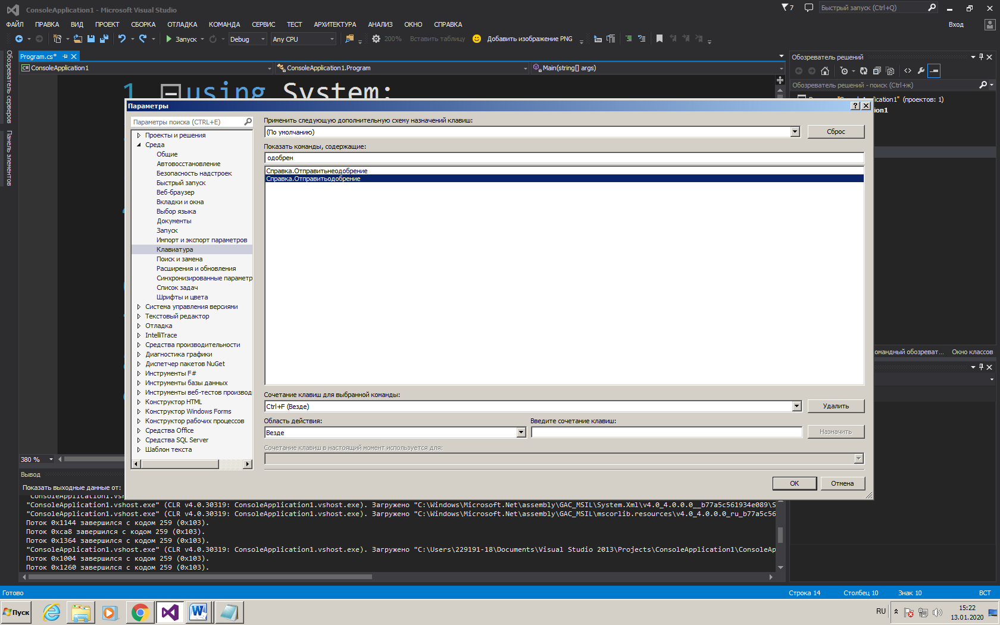 ConsoleApplication1 - Microsoft Visual Studio
7
Быстрый запуск (Ctrl+Q)
ФАЙЛ ПРАВКА ВИД ПРОЕКТ СБОРКА ОТЛАДКА КОМАНДА СЕРВИС ТЕСТ АРХИТЕКТУРА АНАЛИЗ ОКНО СПРАВКА
Вход
Запуск Debug Any CPU 200% Вставить таблицу Добавить изображение PNG
Обозреватель серверов
Панель элементов
Program.cs*
ConsoleApplication1 ConsoleApplication1.Program Main(string[] args)
1 using System;
Обозреватель решений
Обозреватель решений - поиск (Ctrl+ж)
ication1" (проектов: 1)
ion1
Параметры
Параметры поиска (CTRL+E)
Проекты и решения
Среда
Общие
Автовосстановление
Безопасность надстроек
Быстрый запуск
Веб-браузер
Вкладки и окна
Выбор языка
Документы
Запуск
Импорт и экспорт параметров
Клавиатура
Поиск и замена
Расширения и обновления
Синхронизированные параметр
Список задач
Шрифты и цвета
Система управления версиями
Текстовый редактор
Отладка
IntelliTrace
Средства производительности
Диагностика графики
Диспетчер пакетов NuGet
Инструменты F#
Инструменты базы данных
Инструменты веб-тестов производ
Конструктор HTML
Конструктор Windows Forms
Конструктор рабочих процессов
Средства Office
Средства SQL Server
Шаблон текста
Применить следующую дополнительную схему назначений клавиш:
(По умолчанию)
Сброс
Показать команды, содержащие:
одобрен
Справка.Отправитьнеодобрение
Справка.Отправитьодобрение
Сочетание клавиш для выбранной команды:
Ctrl+F (Везде)
Удалить
Область действия: Введите сочетание клавиш:
Везде
Назначить
Сочетание клавиш в настоящий момент используется для:
OK Отмена
омандный обозреват... Окно классов
380 %
Вывод
Показать выходные данные от:
"ConsoleApplication1.vsh
"ConsoleApplication1.vshost.exe" (CLR v4.0.30319: ConsoleApplication1.vshost.exe). Загружено "C:\Windows\Microsoft.Net\assembly\GAC_MSIL\System.Xml\v4.0_4.0.0.0__b77a5c561934e089\S
"ConsoleApplication1.vshost.exe" (CLR v4.0.30319: ConsoleApplication1.vshost.exe). Загружено "C:\Windows\Microsoft.Net\assembly\GAC_MSIL\mscorlib.resources\v4.0_4.0.0.0_ru_b77a5c56
Поток 0x1144 завершился с кодом 259 (0x103).
Поток 0xca8 завершился с кодом 259 (0x103).
Поток 0x1364 завершился с кодом 259 (0x103).
"ConsoleApplication1.vshost.exe" (CLR v4.0.30319: ConsoleApplication1.vshost.exe). Загружено "C:\Users\229191-18\Documents\Visual Studio 2013\Projects\ConsoleApplication1\ConsoleAp
Поток 0x1004 завершился с кодом 259 (0x103).
Поток 0x1260 завершился с кодом 259 (0x103).
Готово Строка 14 Столбец 10 Знак 10 ВСТ
Пуск
RU
15:22
13.01.2020